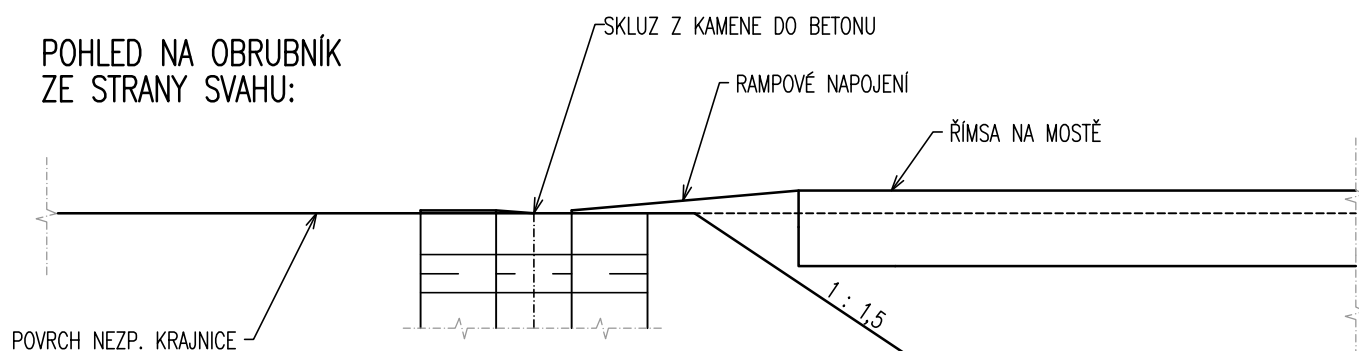 POHLED NA OBRUBNÍK
ZE STRANY SVAHU:
SKLUZ Z KAMENE DO BETONU
RAMPOVÉ NAPOJENÍ
ŘÍMSA NA MOSTĚ
1 : 1,5
POVRCH NEZP. KRAJNICE